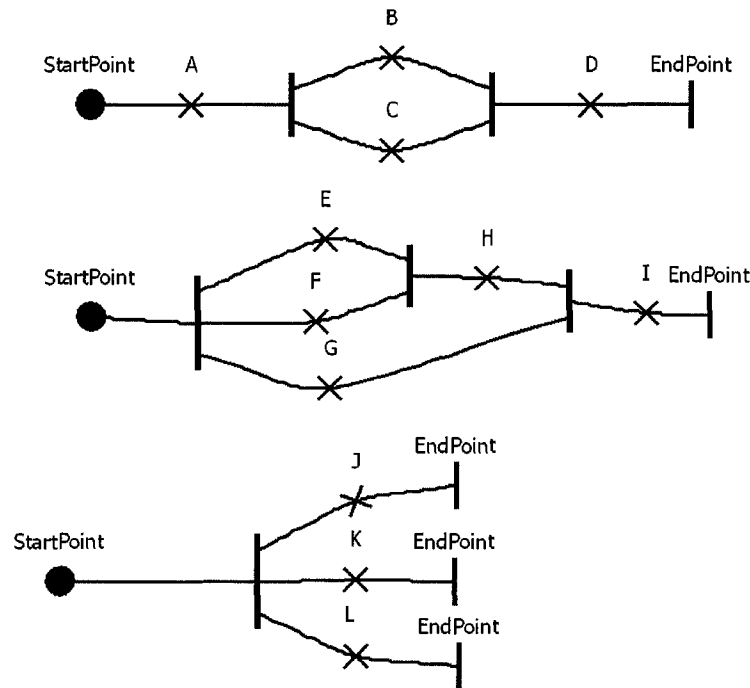 B
StartPoint A D EndPoint
C
E
H
StartPoint F I EndPoint
G
EndPoint
J
StartPoint K EndPoint
L EndPoint